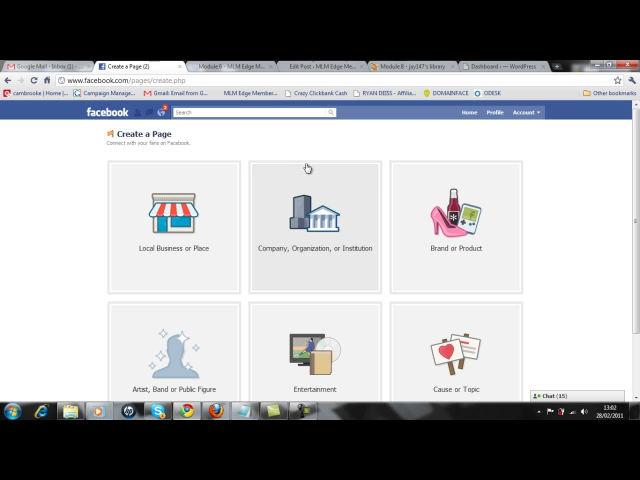 Google Mail - Inbox (1) -
Create a Page (2)
Module 6 - MLM Edge M...
Edit Post ‹ MLM Edge Me...
Module 8 - jay147's library
Dashboard ‹ — WordPress
www.facebook.com/pages/create.php
cambrooke | Home | ...
Campaign Manage...
Gmail: Email from G...
MLM Edge Member...
Crazy Clickbank Cash
RYAN DEISS - Affilia...
DOMAINFACE
ODESK
Other bookmarks
facebook
Search
Home
Profile
Account
Create a Page
Connect with your fans on Facebook.
Local Business or Place
Company, Organization, or Institution
Brand or Product
Artist, Band or Public Figure
Entertainment
Cause or Topic
Chat (15)
13:02
28/02/2011